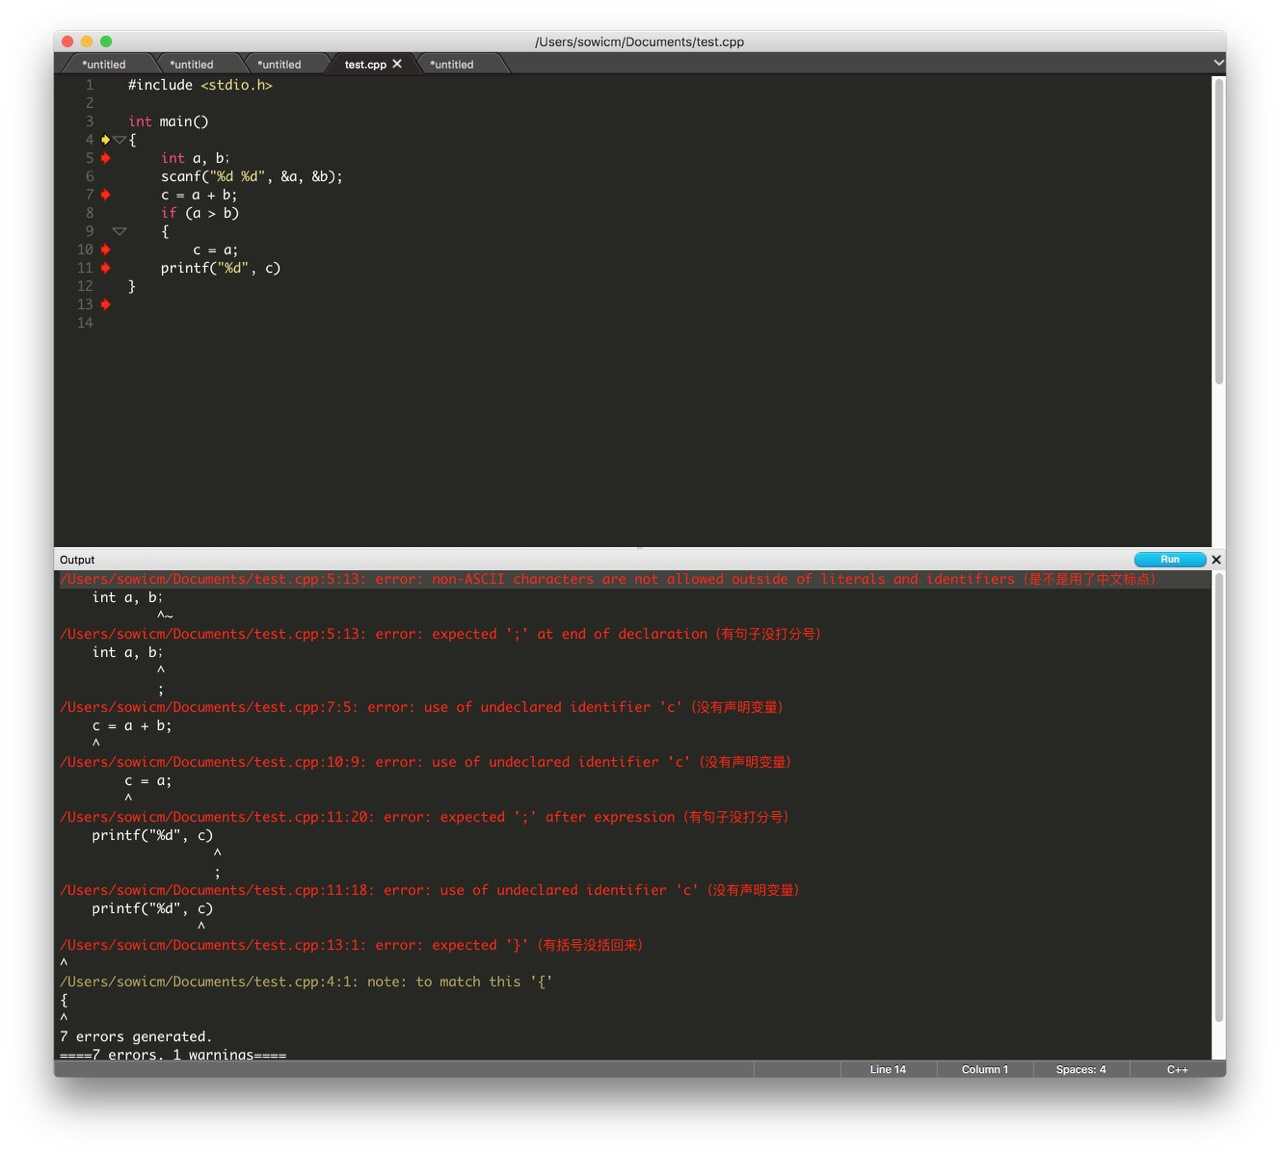 /Users/sowicm/Documents/test.cpp
*untitled *untitled *untitled test.cpp *untitled
1 #include <stdio.h>
2
3 int main()
4 {
5     int a, b；
6     scanf("%d %d", &a, &b);
7     c = a + b;
8     if (a > b)
9     {
10         c = a;
11     printf("%d", c)
12 }
13
14
Output Run
/Users/sowicm/Documents/test.cpp:5:13: error: non-ASCII characters are not allowed outside of literals and identifiers (是不是用了中文标点)
    int a, b；
            ^~
/Users/sowicm/Documents/test.cpp:5:13: error: expected ';' at end of declaration (有句子没打分号)
    int a, b；
            ^
            ;
/Users/sowicm/Documents/test.cpp:7:5: error: use of undeclared identifier 'c' (没有声明变量)
    c = a + b;
    ^
/Users/sowicm/Documents/test.cpp:10:9: error: use of undeclared identifier 'c' (没有声明变量)
        c = a;
        ^
/Users/sowicm/Documents/test.cpp:11:20: error: expected ';' after expression (有句子没打分号)
    printf("%d", c)
                   ^
                   ;
/Users/sowicm/Documents/test.cpp:11:18: error: use of undeclared identifier 'c' (没有声明变量)
    printf("%d", c)
                 ^
/Users/sowicm/Documents/test.cpp:13:1: error: expected '}' (有括号没括回来)
^
/Users/sowicm/Documents/test.cpp:4:1: note: to match this '{'
{
^
7 errors generated.
====7 errors, 1 warnings====
Line 14 Column 1 Spaces: 4 C++